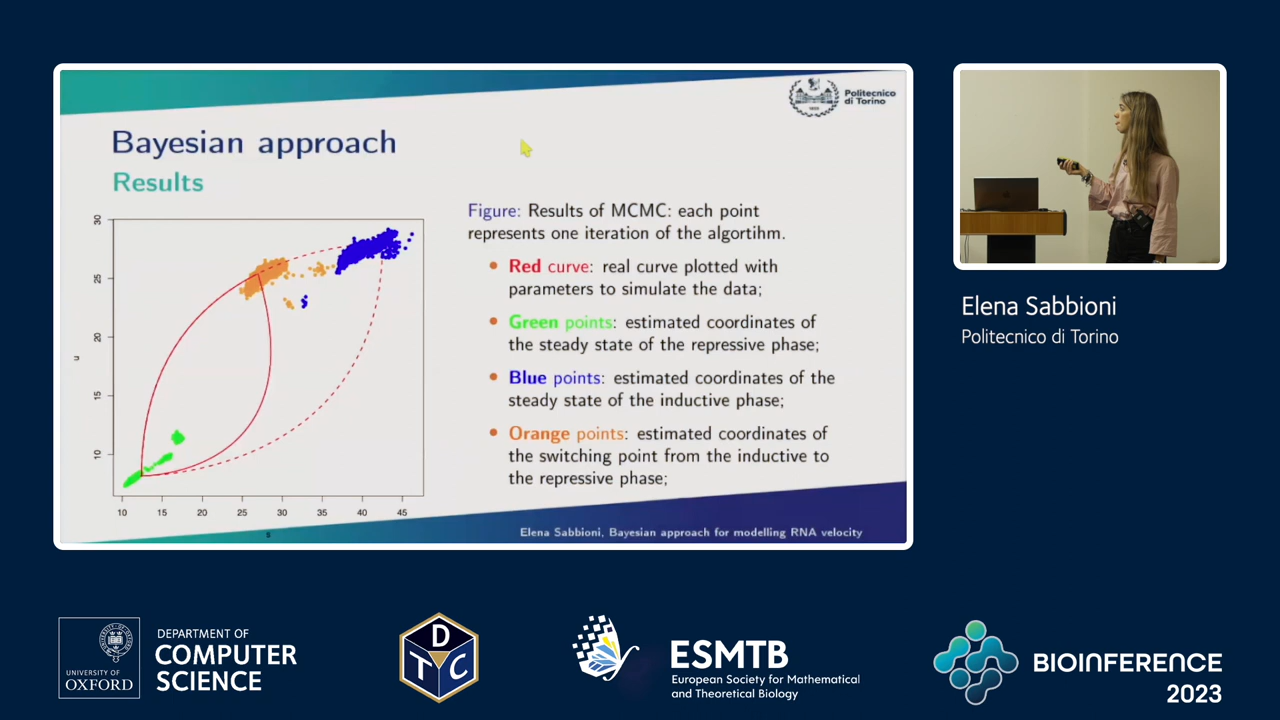 Politecnico
di Torino
Bayesian approach
Results
30
25
20
15
10
u
10 15 20 25 30 35 40 45
s
Figure: Results of MCMC: each point
represents one iteration of the algortihm.
Red curve: real curve plotted with
parameters to simulate the data;
Green points: estimated coordinates of
the steady state of the repressive phase;
Blue points: estimated coordinates of the
steady state of the inductive phase;
Orange points: estimated coordinates of
the switching point from the inductive to
the repressive phase;
Elena Sabbioni, Bayesian approach for modelling RNA velocity
Elena Sabbioni
Politecnico di Torino
UNIVERSITY OF
OXFORD
DEPARTMENT OF
COMPUTER
SCIENCE
D
T C
ESMTB
European Society for Mathematical
and Theoretical Biology
BIOINFERENCE
2023